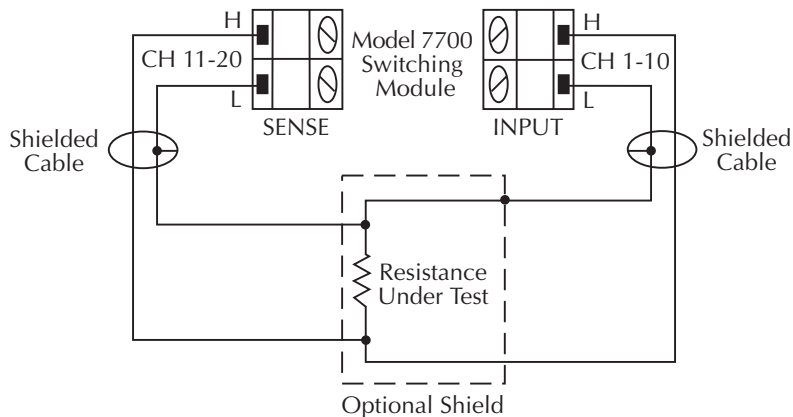 H
CH 11-20
L
SENSE
Model 7700
Switching
Module
H
CH 1-10
L
INPUT
Shielded
Cable
Shielded
Cable
Resistance
Under Test
Optional Shield